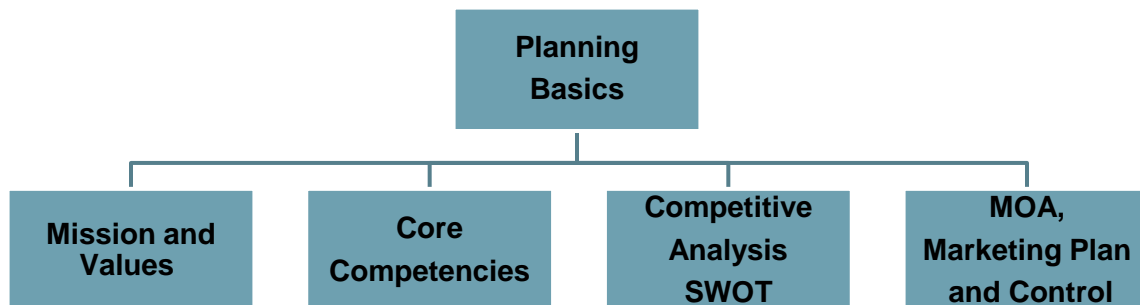 Planning
Basics
Mission and
Values
Core
Competencies
Competitive
Analysis
SWOT
MOA,
Marketing Plan
and Control